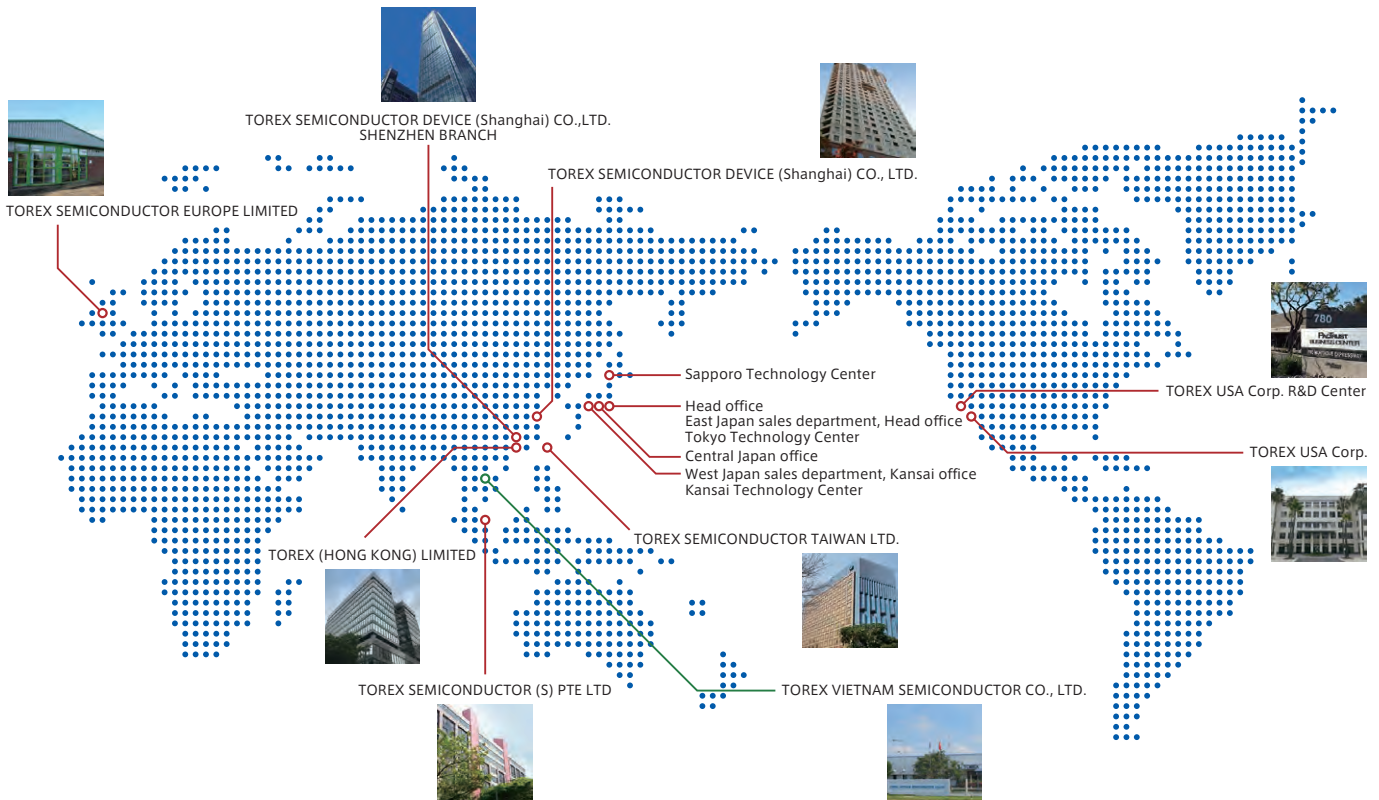 TOREX SEMICONDUCTOR DEVICE (Shanghai) CO.,LTD.
SHENZHEN BRANCH
TOREX SEMICONDUCTOR DEVICE (Shanghai) CO., LTD.
TOREX SEMICONDUCTOR EUROPE LIMITED
780
BUSINESS CENTER
Sapporo Technology Center
TOREX USA Corp. R&D Center
Head office
East Japan sales department, Head office
Tokyo Technology Center
Central Japan office
TOREX USA Corp.
West Japan sales department, Kansai office
Kansai Technology Center
TOREX SEMICONDUCTOR TAIWAN LTD.
TOREX (HONG KONG) LIMITED
TOREX SEMICONDUCTOR (S) PTE LTD
TOREX VIETNAM SEMICONDUCTOR CO., LTD.